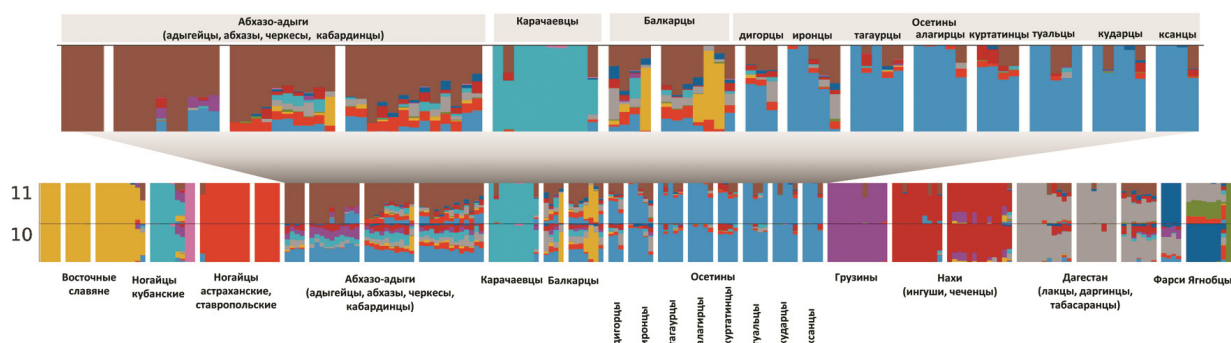 Абхазо-адыги
(адыгейцы, абхазы, черкесы, кабардинцы)
Карачаевцы
Балкарцы
Осетины
дигорцы иронцы тагаурцы алагирцы куртатинцы туальцы кударцы ксанцы
11
10
Восточные
славяне
Ногайцы
кубанские
Ногайцы
астраханские,
ставропольские
Абхазо-адыги
(адыгейцы, абхазы, черкесы,
кабардинцы)
Карачаевцы
Балкарцы
Осетины
дигорцы
иронцы
тагаурцы
алагирцы
куртатинцы
туальцы
кударцы
ксанцы
Грузины
Нахи
(ингуши, чеченцы)
Дагестан
(лакцы, даргинцы,
табасаранцы)
Фарси
Ягнобцы